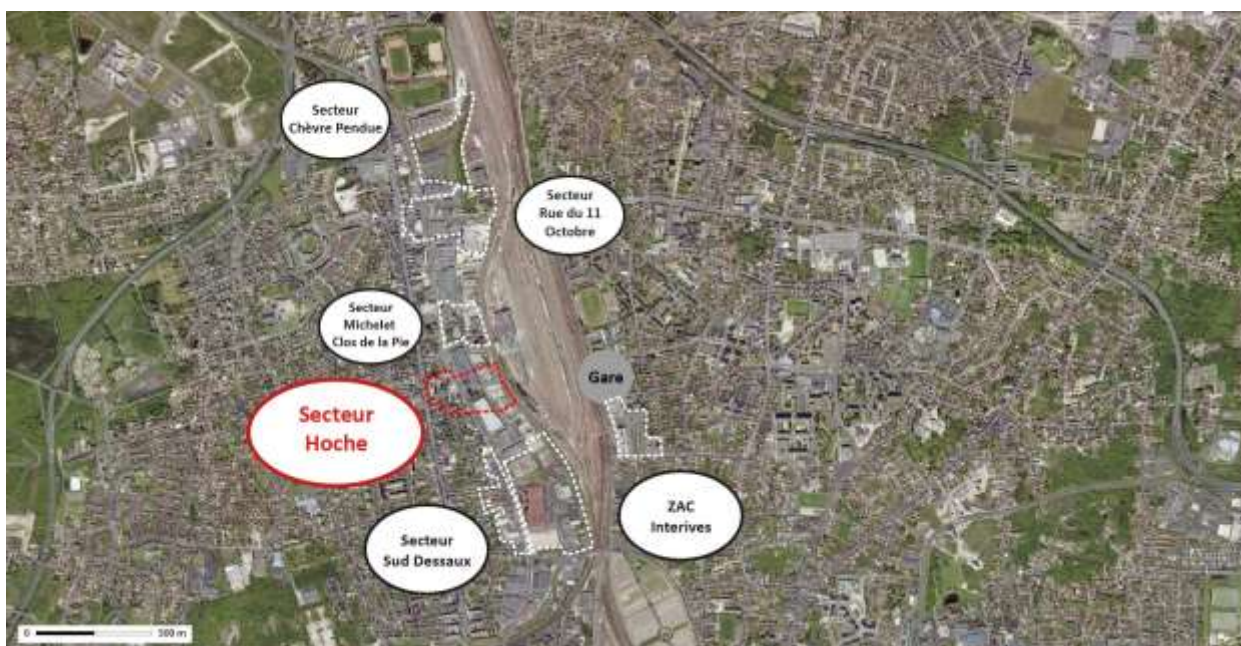 Secteur
Chèvre Pendue
Secteur
Rue du 11
Octobre
Secteur
Michelet
Clos de la Pie
Gare
Secteur
Hoche
ZAC
Interives
Secteur
Sud Dessaux
0 500 m